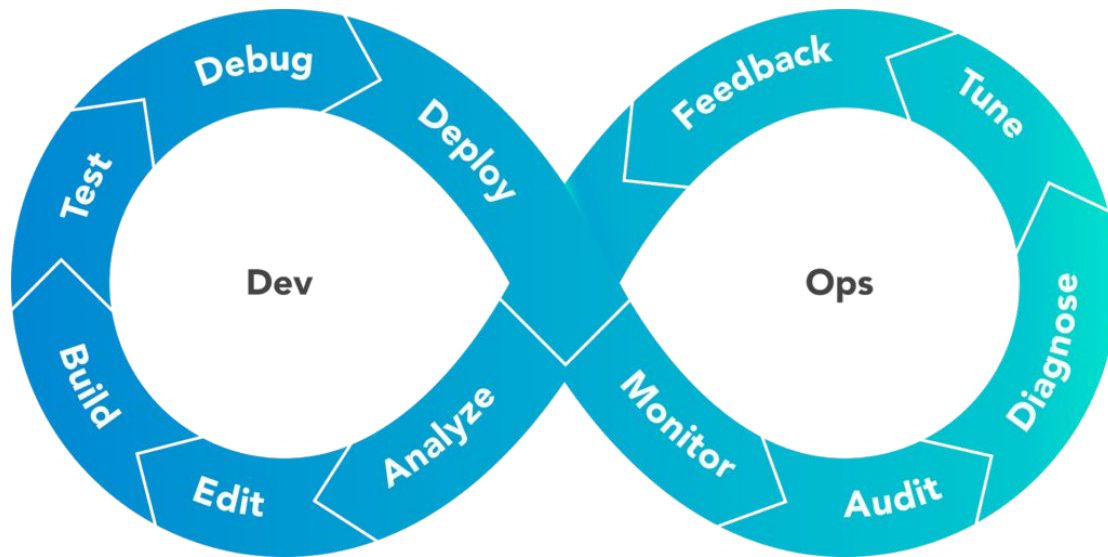 Debug
Deploy
Feedback
Tune
Test
Dev
Ops
Build
Analyze
Edit
Monitor
Audit
Diagnose